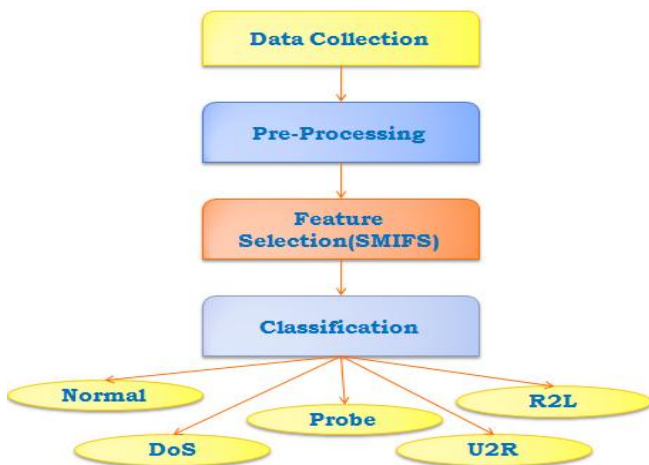 Data Collection
Pre-Processing
Feature
Selection(SMIFS)
Classification
Normal
R2L
Probe
DoS
U2R